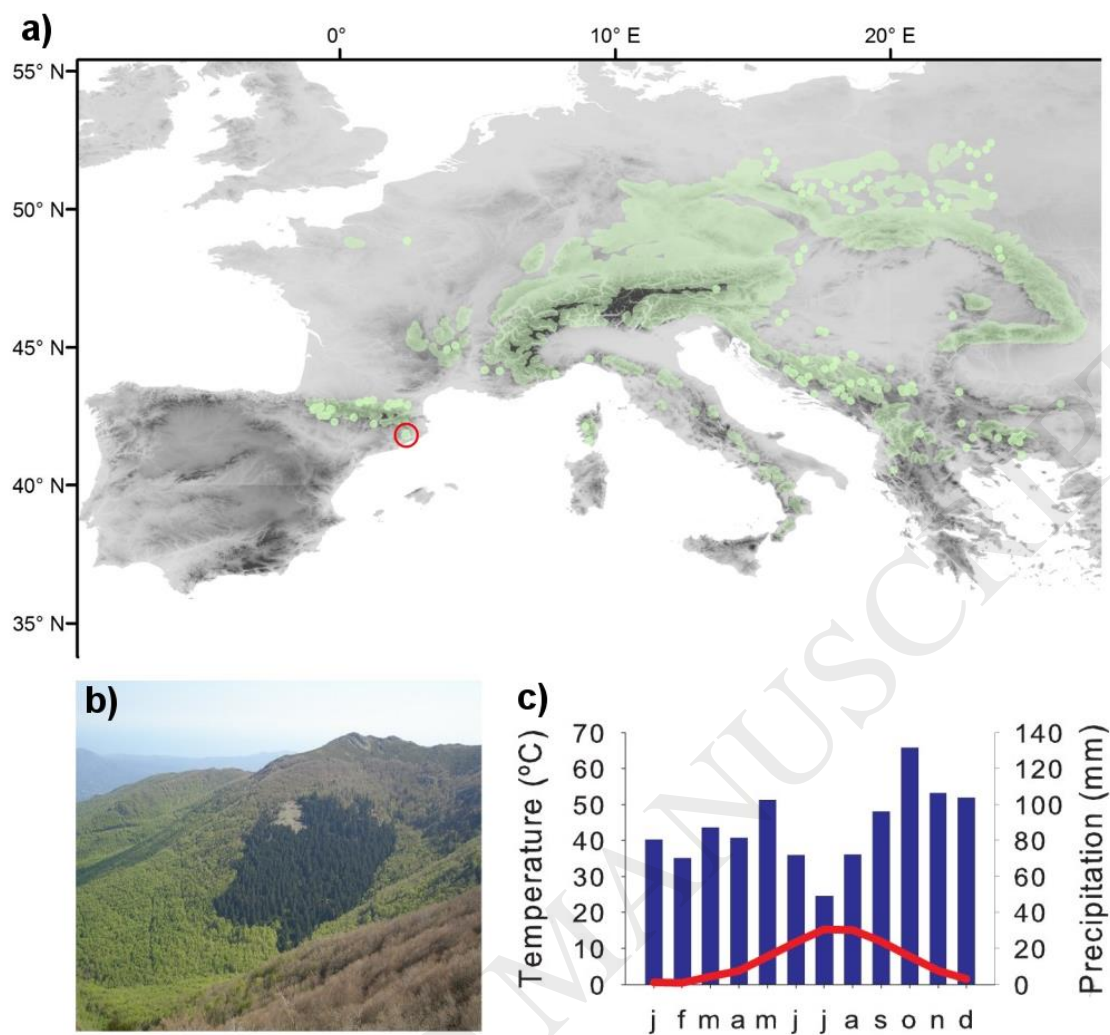 a)
0° 10° E 20° E
55° N
50° N
45° N
40° N
35° N
b)
c)
Temperature (ºC)
70
60
50
40
30
20
10
0
140
120
100
80
60
40
20
0
Precipitation (mm)
j f m a m j j a s o n d
MANUSCRIPT